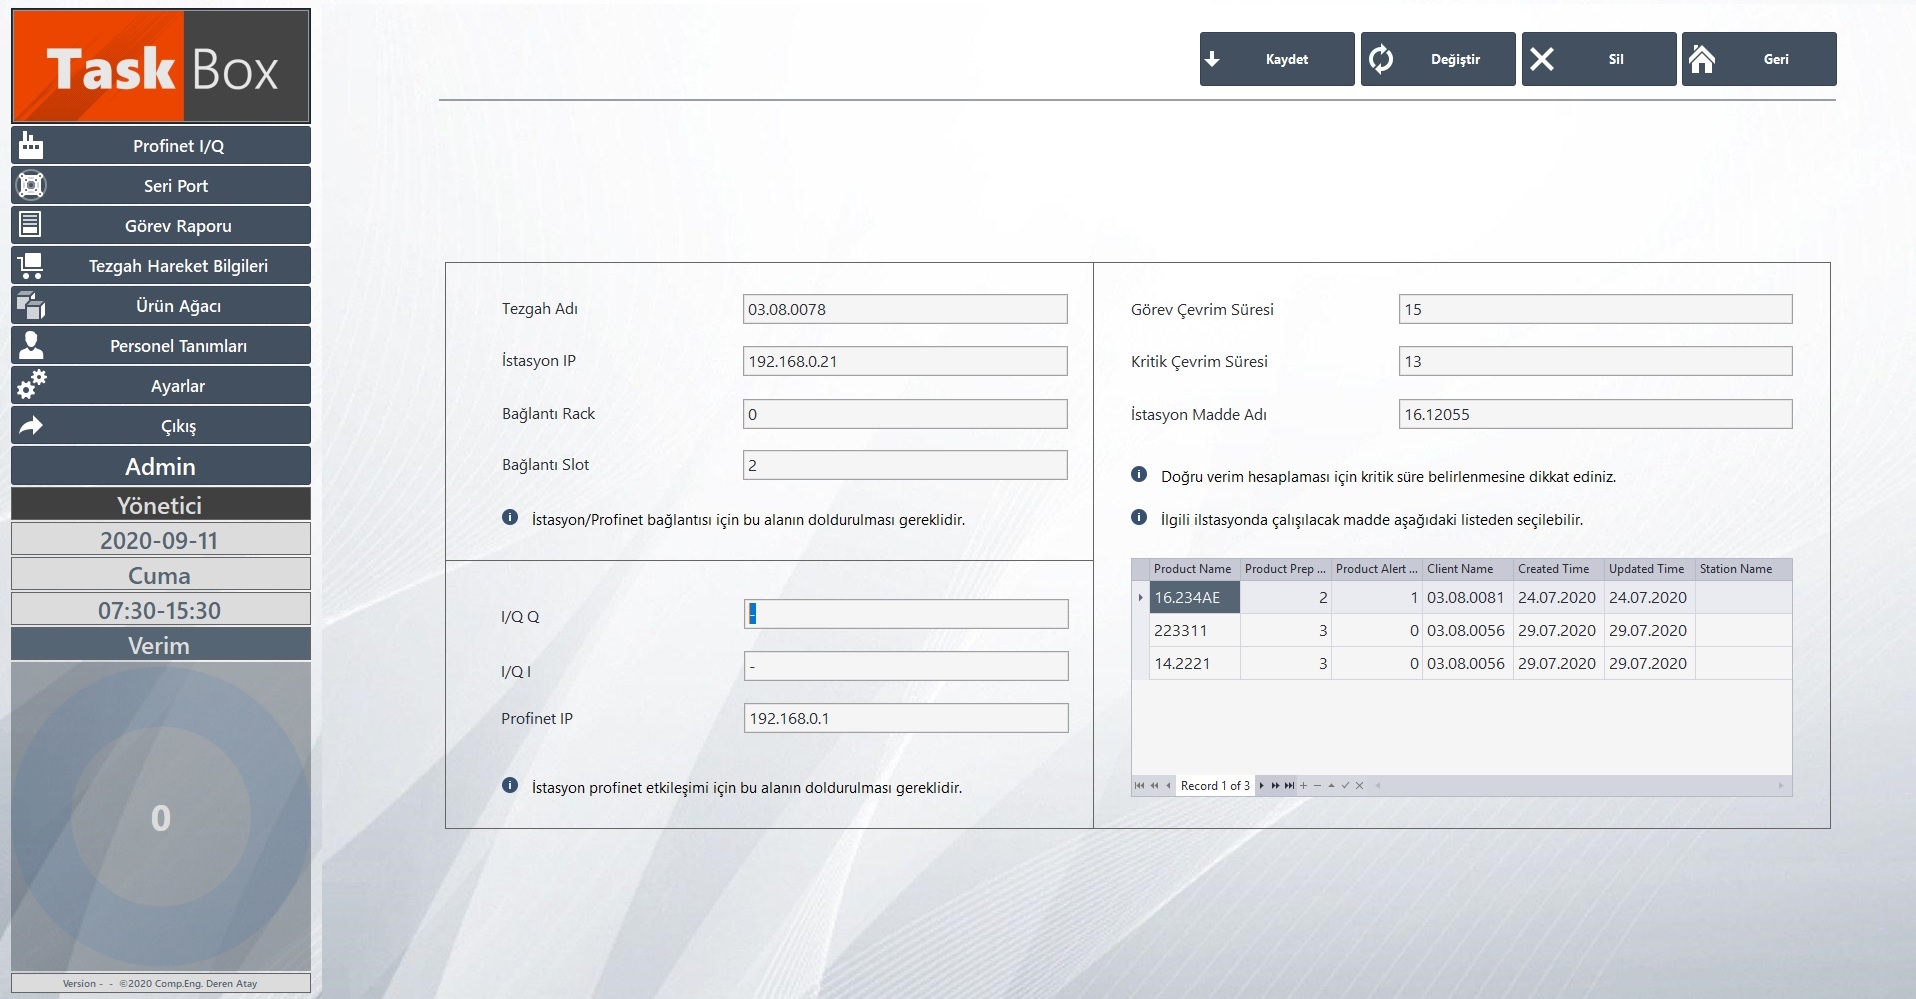 Task Box
Profinet I/Q
Seri Port
Görev Raporu
Tezgah Hareket Bilgileri
Ürün Ağacı
Personel Tanımları
Ayarlar
Çıkış
Admin
Yönetici
2020-09-11
Cuma
07:30-15:30
Verim
0
Version - - ©2020 Comp.Eng. Deren Atay
Kaydet Değiştir Sil Geri
Tezgah Adı 03.08.0078
İstasyon IP 192.168.0.21
Bağlantı Rack 0
Bağlantı Slot 2
İstasyon/Profinet bağlantısı için bu alanın doldurulması gereklidir.
I/Q Q -
I/Q I -
Profinet IP 192.168.0.1
İstasyon profinet etkileşimi için bu alanın doldurulması gereklidir.
Görev Çevrim Süresi 15
Kritik Çevrim Süresi 13
İstasyon Madde Adı 16.12055
Doğru verim hesaplaması için kritik süre belirlenmesine dikkat ediniz.
İlgili ilstasyonda çalışılacak madde aşağıdaki listeden seçilebilir.
Product Name Product Prep ... Product Alert ... Client Name Created Time Updated Time Station Name
16.234AE 2 1 03.08.0081 24.07.2020 24.07.2020
223311 3 0 03.08.0056 29.07.2020 29.07.2020
14.2221 3 0 03.08.0056 29.07.2020 29.07.2020
Record 1 of 3